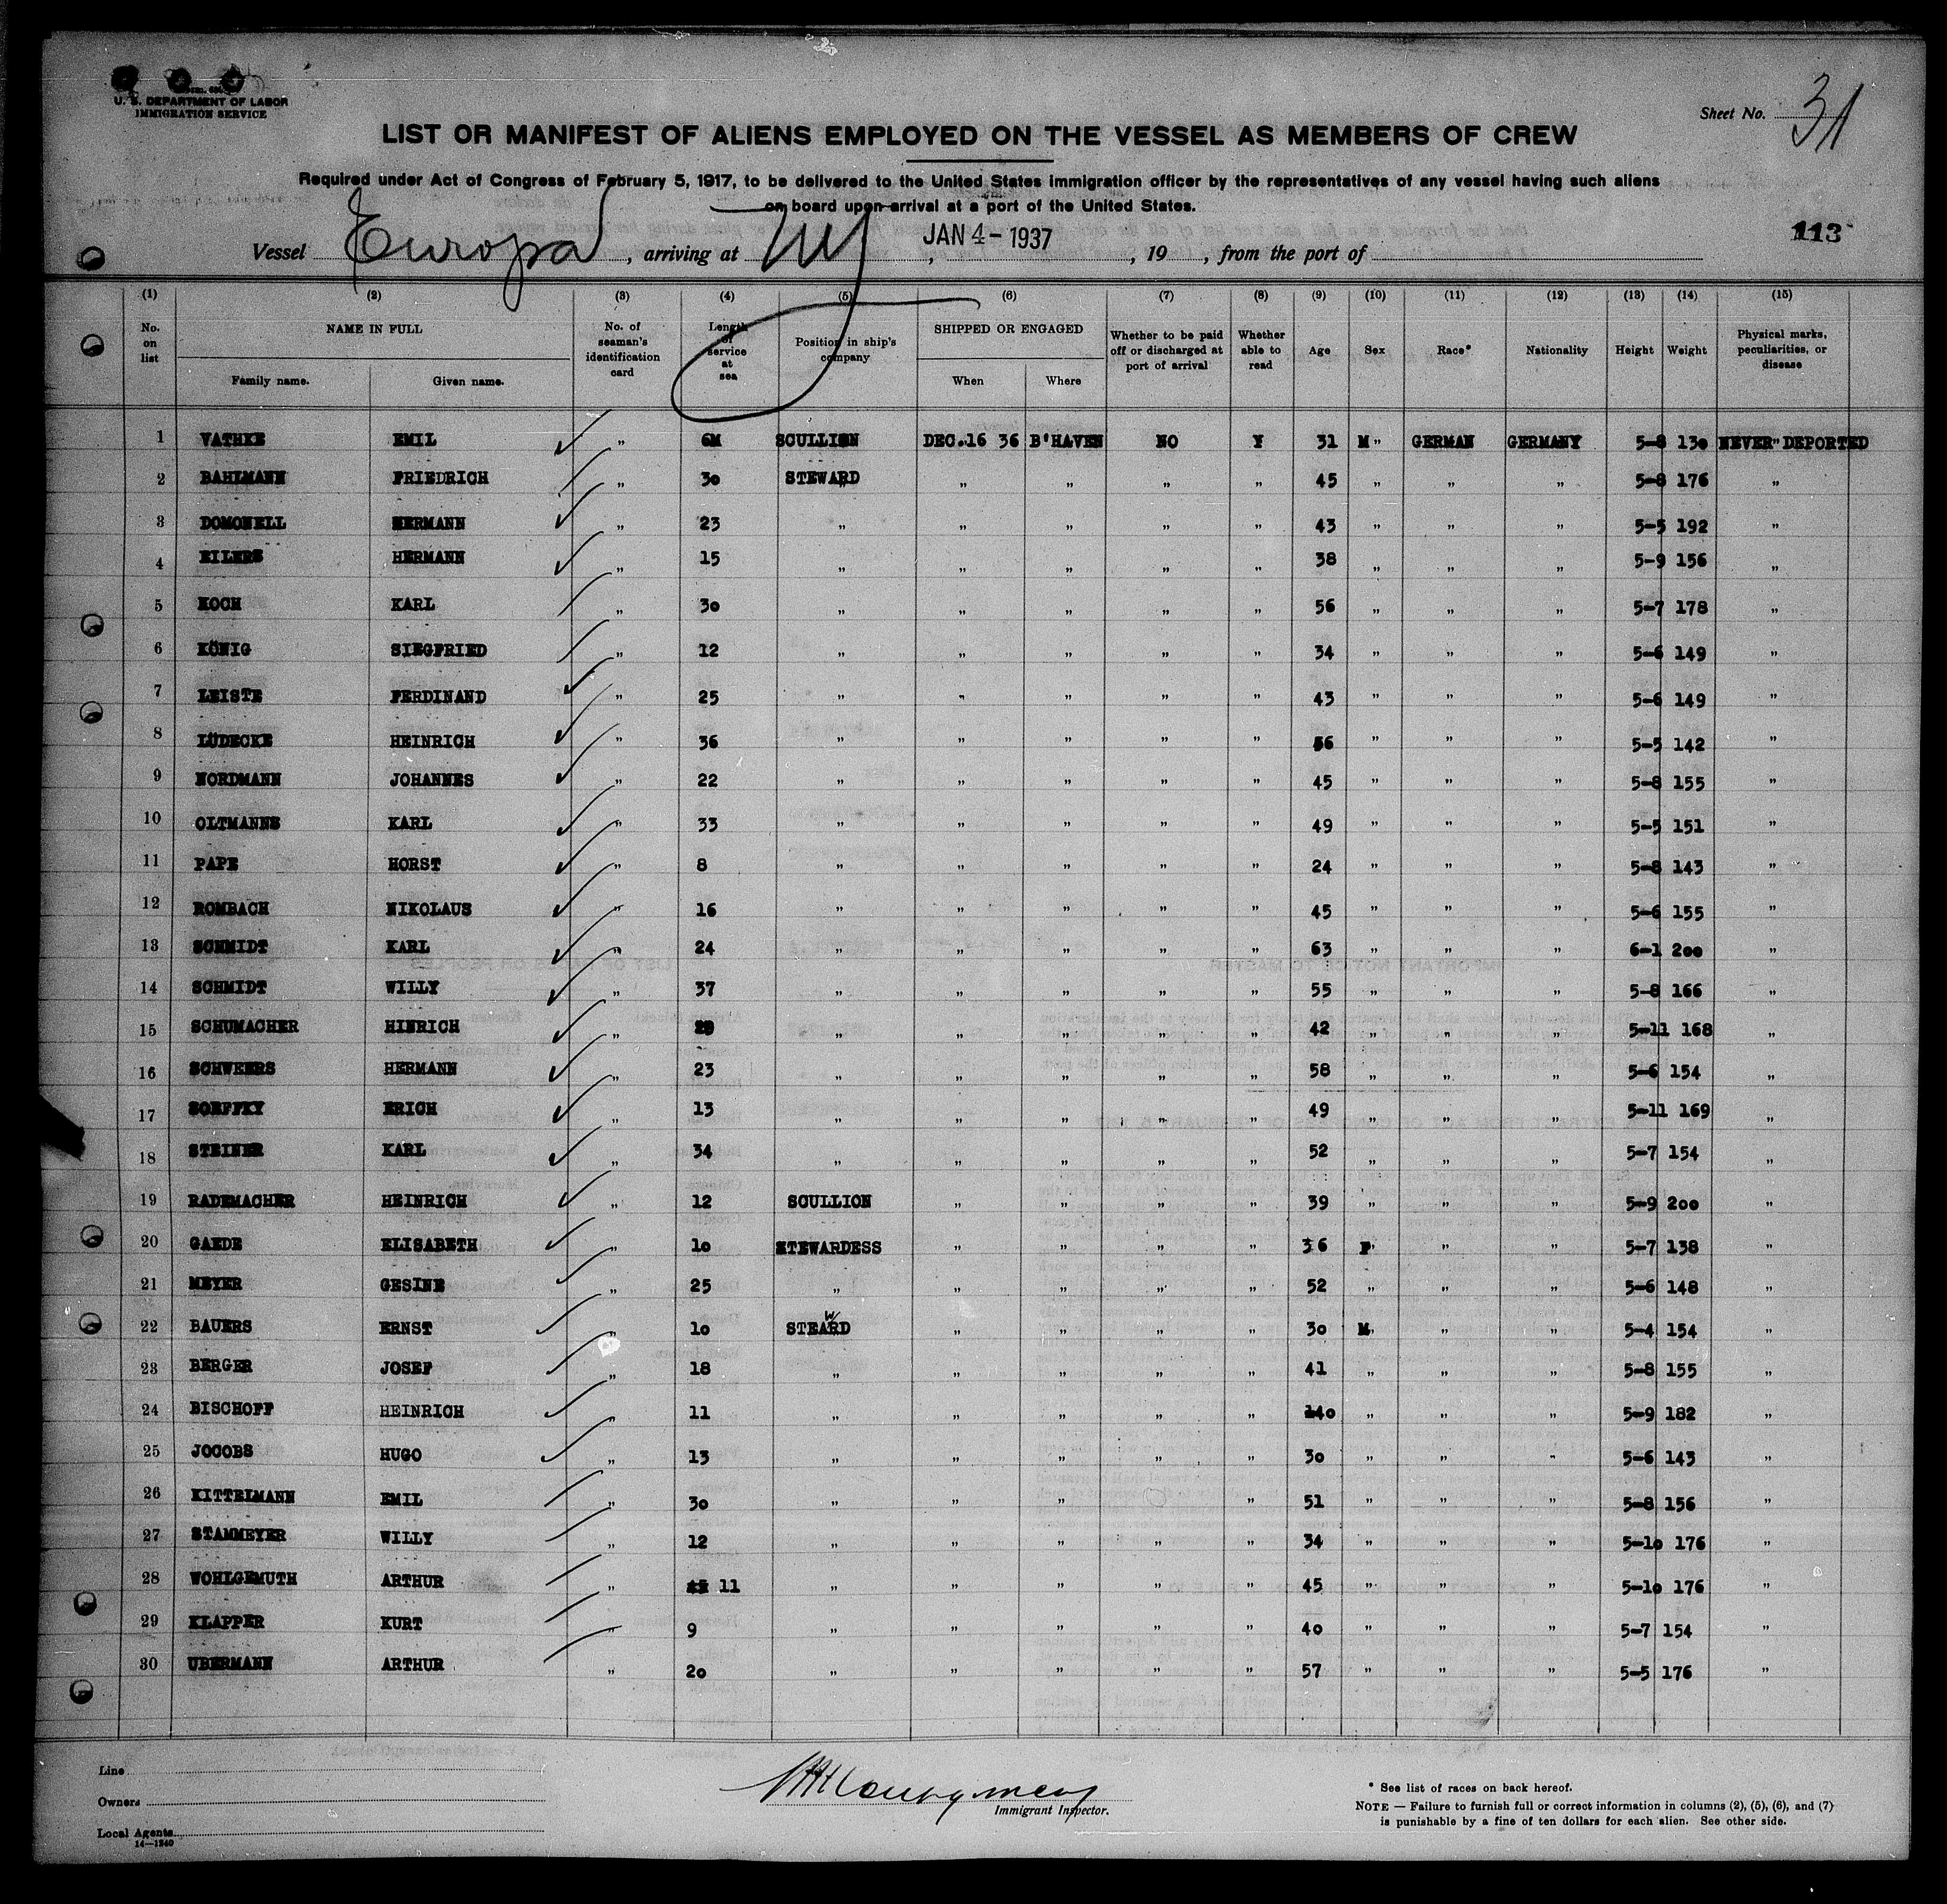 U. S. DEPARTMENT OF LABOR
IMMIGRATION SERVICE
Sheet No. 31
LIST OR MANIFEST OF ALIENS EMPLOYED ON THE VESSEL AS MEMBERS OF CREW
Required under Act of Congress of February 5, 1917, to be delivered to the United States immigration officer by the representatives of any vessel having such aliens
on board upon arrival at a port of the United States.
113
Vessel Europa, arriving at NY, JAN 4 - 1937, 19 , from the port of
(1) (2) (3) (4) (5) (6) (7) (8) (9) (10) (11) (12) (13) (14) (15)
No. on list NAME IN FULL Family name. Given name. No. of seaman's identification card Length of service at sea Position in ship's company SHIPPED OR ENGAGED When Where Whether to be paid off or discharged at port of arrival Whether able to read Age Sex Race* Nationality Height Weight Physical marks, peculiarities, or disease
1 VATHKE EMIL " 6M SCULLION DEC.16 36 B'HAVEN NO Y 31 M " GERMAN GERMANY 5-8 130 NEVER " DEPORTED
2 BAHLMANN FRIEDRICH " 30 STEWARD " " " " 45 " " " 5-8 176 "
3 DOMONELL HERMANN " 23 " " " " " 43 " " " 5-5 192 "
4 EILERS HERMANN " 15 " " " " " 38 " " " 5-9 156 "
5 KOCH KARL " 30 " " " " " 56 " " " 5-7 178 "
6 KÖNIG SIEGFRIED " 12 " " " " " 34 " " " 5-6 149 "
7 LEISTE FERDINAND " 25 " " " " " 43 " " " 5-6 149 "
8 LÜDECKE HEINRICH " 36 " " " " " 56 " " " 5-5 142 "
9 NORDMANN JOHANNES " 22 " " " " " 45 " " " 5-8 155 "
10 OLTMANNS KARL " 33 " " " " " 49 " " " 5-5 151 "
11 PAPE HORST " 8 " " " " " 24 " " " 5-8 143 "
12 ROMBACH NIKOLAUS " 16 " " " " " 45 " " " 5-6 155 "
13 SCHMIDT KARL " 24 " " " " " 63 " " " 6-1 200 "
14 SCHMIDT WILLY " 37 " " " " " 55 " " " 5-8 166 "
15 SCHUMACHER HINRICH " " " " " " 42 " " " 5-11 168 "
16 SCHWEERS HERMANN " 23 " " " " " 58 " " " 5-6 154 "
17 SORFFKY ERICH " 13 " " " " " 49 " " " 5-11 169 "
18 STEINER KARL " 34 " " " " " 52 " " " 5-7 154 "
19 RADEMACHER HEINRICH " 12 SCULLION " " " " 39 " " " 5-9 200 "
20 GAEDE ELISABETH " 10 STEWARDESS " " " " 36 F " " 5-7 138 "
21 MEYER GESINE " 25 " " " " " 52 " " " 5-6 148 "
22 BAUERS ERNST " 10 STEAWRD " " " " 30 M " " 5-4 154 "
23 BERGER JOSEF " 18 " " " " " 41 " " " 5-8 155 "
24 BISCHOFF HEINRICH " 11 " " " " " 40 " " " 5-9 182 "
25 JOCOBS HUGO " 13 " " " " " 30 " " " 5-6 143 "
26 KITTELMANN EMIL " 30 " " " " " 51 " " " 5-8 156 "
27 STAMMEYER WILLY " 12 " " " " " 34 " " " 5-10 176 "
28 WOHLGEMUTH ARTHUR " 11 " " " " " 45 " " " 5-10 176 "
29 KLAPPER KURT " 9 " " " " " 40 " " " 5-7 154 "
30 UBERMANN ARTHUR " 20 " " " " " 57 " " " 5-5 176 "
Line
Owners
Local Agents
14—1240
Montgomery
Immigrant Inspector.
* See list of races on back hereof.
NOTE — Failure to furnish full or correct information in columns (2), (5), (6), and (7)
is punishable by a fine of ten dollars for each alien. See other side.